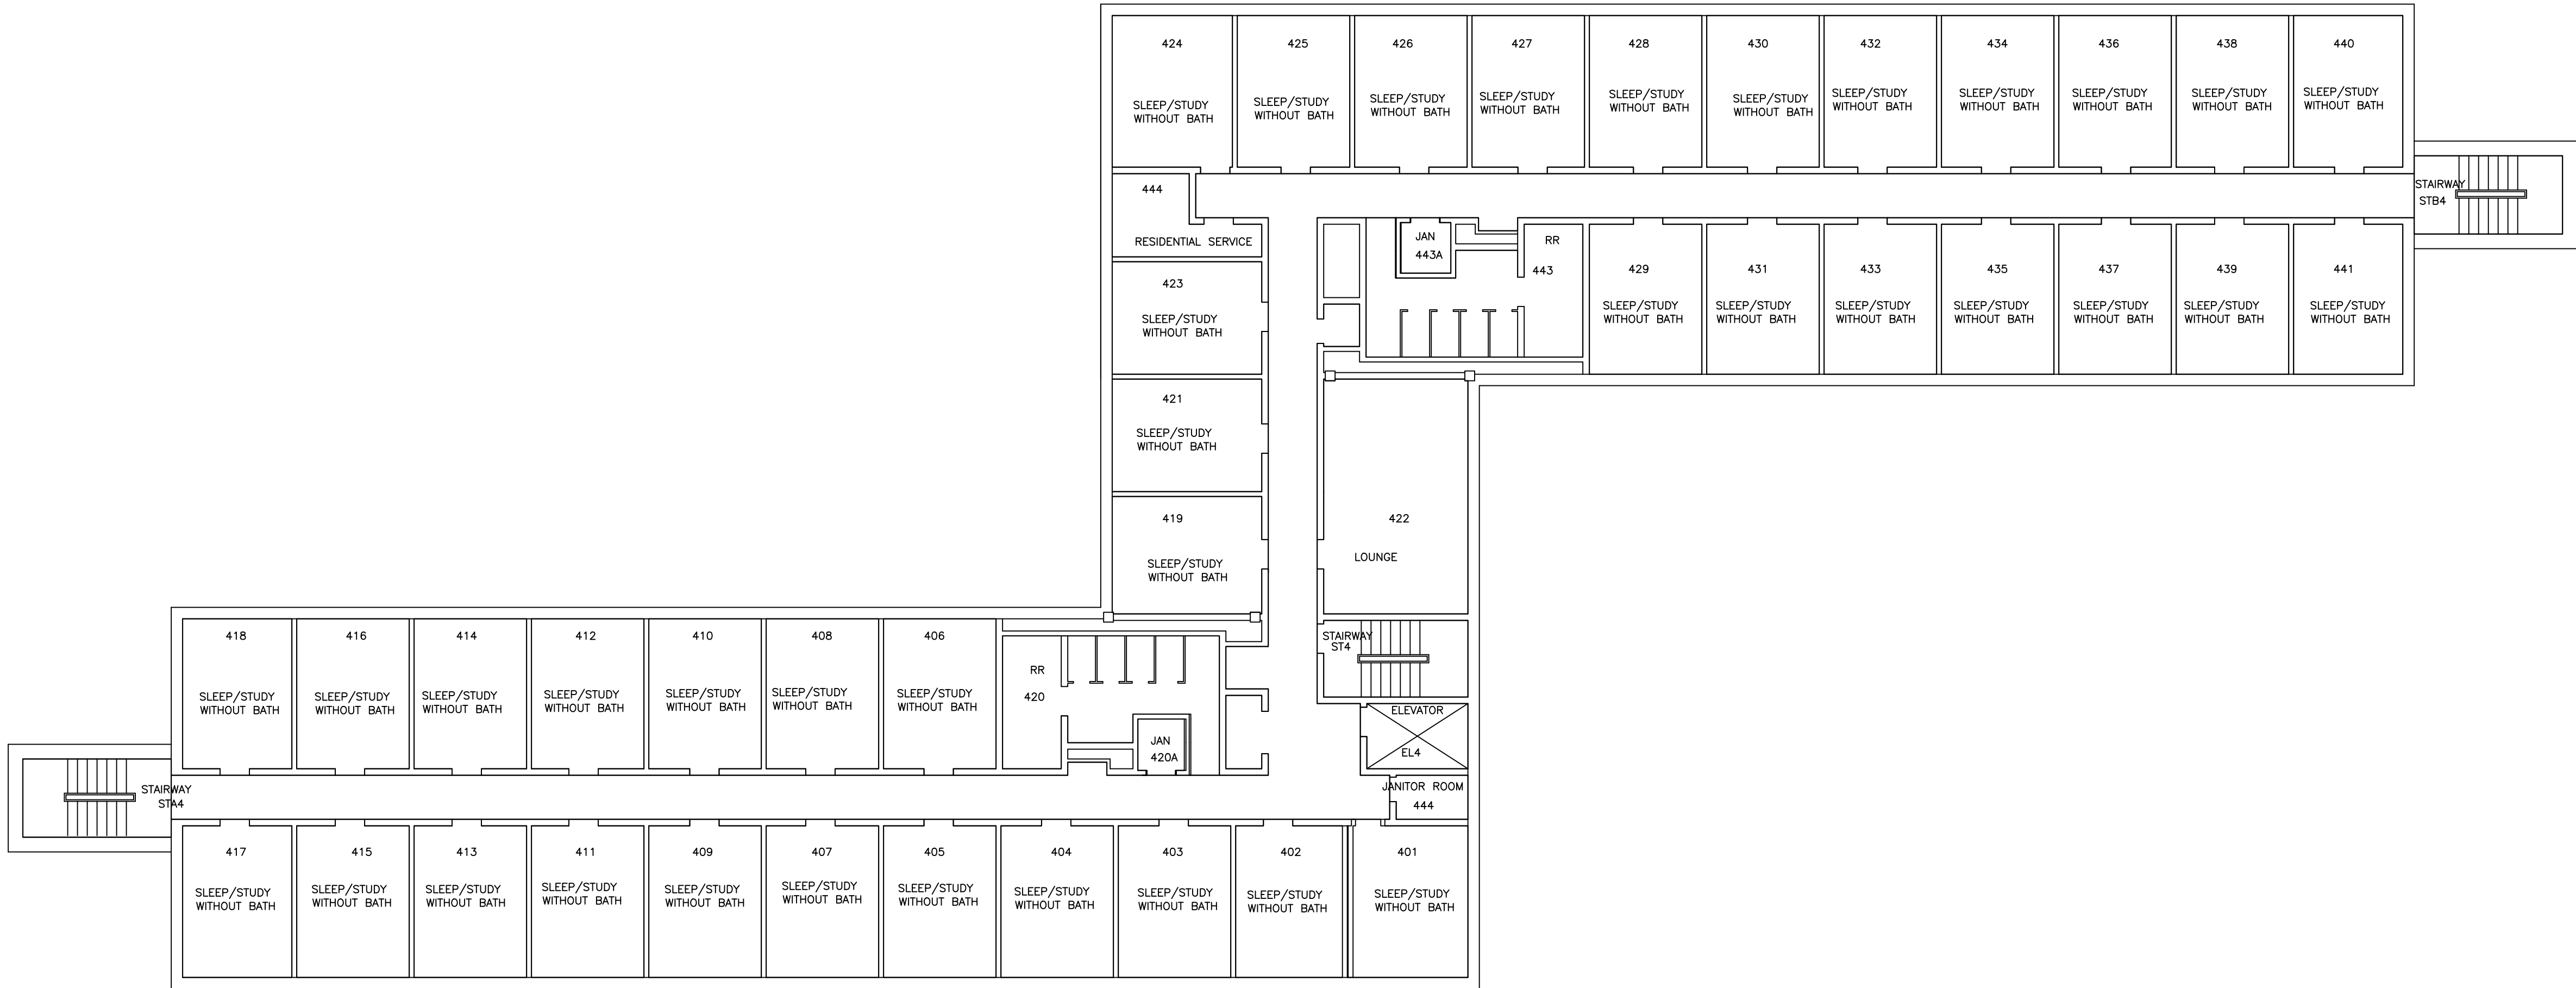 424
SLEEP/STUDY
WITHOUT BATH
425
SLEEP/STUDY
WITHOUT BATH
426
SLEEP/STUDY
WITHOUT BATH
427
SLEEP/STUDY
WITHOUT BATH
428
SLEEP/STUDY
WITHOUT BATH
430
SLEEP/STUDY
WITHOUT BATH
432
SLEEP/STUDY
WITHOUT BATH
434
SLEEP/STUDY
WITHOUT BATH
436
SLEEP/STUDY
WITHOUT BATH
438
SLEEP/STUDY
WITHOUT BATH
440
SLEEP/STUDY
WITHOUT BATH
STAIRWAY
STB4
444
RESIDENTIAL SERVICE
JAN
443A
RR
443
429
SLEEP/STUDY
WITHOUT BATH
431
SLEEP/STUDY
WITHOUT BATH
433
SLEEP/STUDY
WITHOUT BATH
435
SLEEP/STUDY
WITHOUT BATH
437
SLEEP/STUDY
WITHOUT BATH
439
SLEEP/STUDY
WITHOUT BATH
441
SLEEP/STUDY
WITHOUT BATH
423
SLEEP/STUDY
WITHOUT BATH
421
SLEEP/STUDY
WITHOUT BATH
419
SLEEP/STUDY
WITHOUT BATH
422
LOUNGE
STAIRWAY
ST4
ELEVATOR
EL4
JANITOR ROOM
444
418
SLEEP/STUDY
WITHOUT BATH
416
SLEEP/STUDY
WITHOUT BATH
414
SLEEP/STUDY
WITHOUT BATH
412
SLEEP/STUDY
WITHOUT BATH
410
SLEEP/STUDY
WITHOUT BATH
408
SLEEP/STUDY
WITHOUT BATH
406
SLEEP/STUDY
WITHOUT BATH
RR
420
JAN
420A
STAIRWAY
STA4
417
SLEEP/STUDY
WITHOUT BATH
415
SLEEP/STUDY
WITHOUT BATH
413
SLEEP/STUDY
WITHOUT BATH
411
SLEEP/STUDY
WITHOUT BATH
409
SLEEP/STUDY
WITHOUT BATH
407
SLEEP/STUDY
WITHOUT BATH
405
SLEEP/STUDY
WITHOUT BATH
404
SLEEP/STUDY
WITHOUT BATH
403
SLEEP/STUDY
WITHOUT BATH
402
SLEEP/STUDY
WITHOUT BATH
401
SLEEP/STUDY
WITHOUT BATH